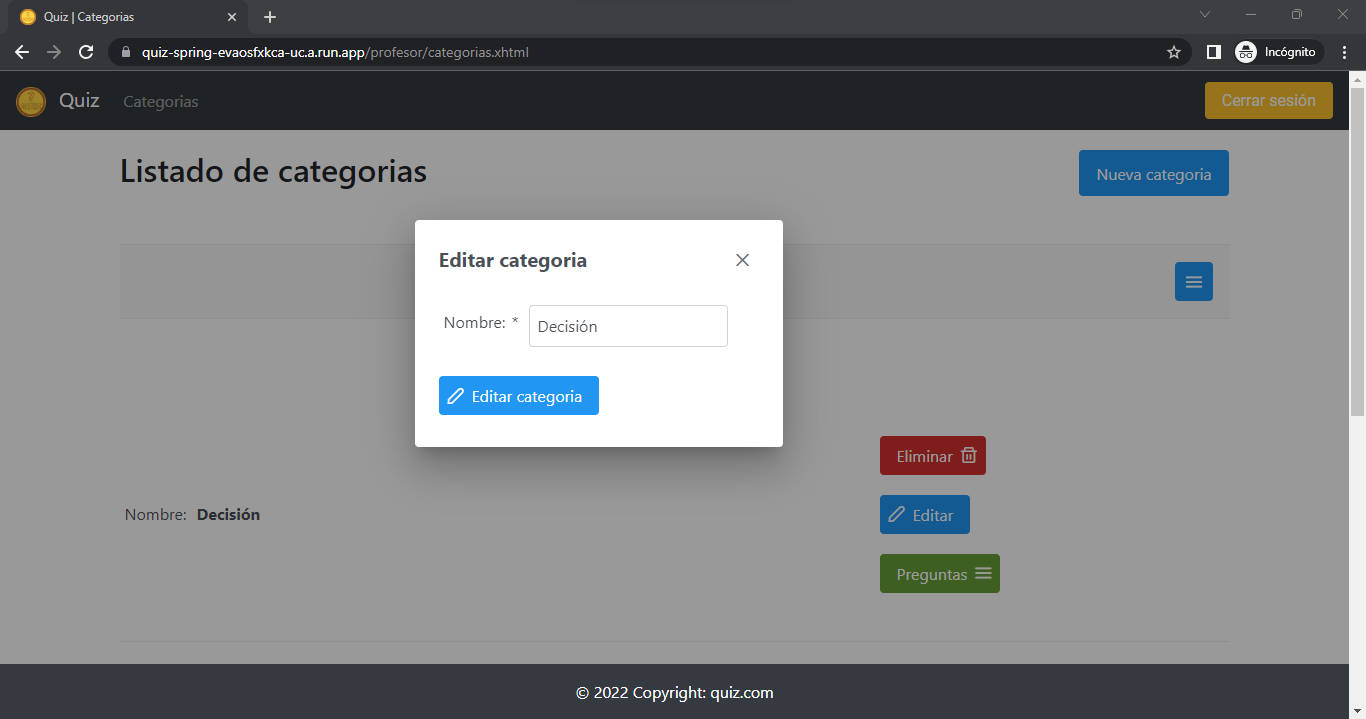 Quiz | Categorias
quiz-spring-evaosfxkca-uc.a.run.app/profesor/categorias.xhtml
Incógnito
Quiz
Categorias
Cerrar sesión
Listado de categorias
Nueva categoria
Editar categoria
Nombre: *
Decisión
Editar categoria
Eliminar
Nombre: Decisión
Editar
Preguntas
© 2022 Copyright: quiz.com